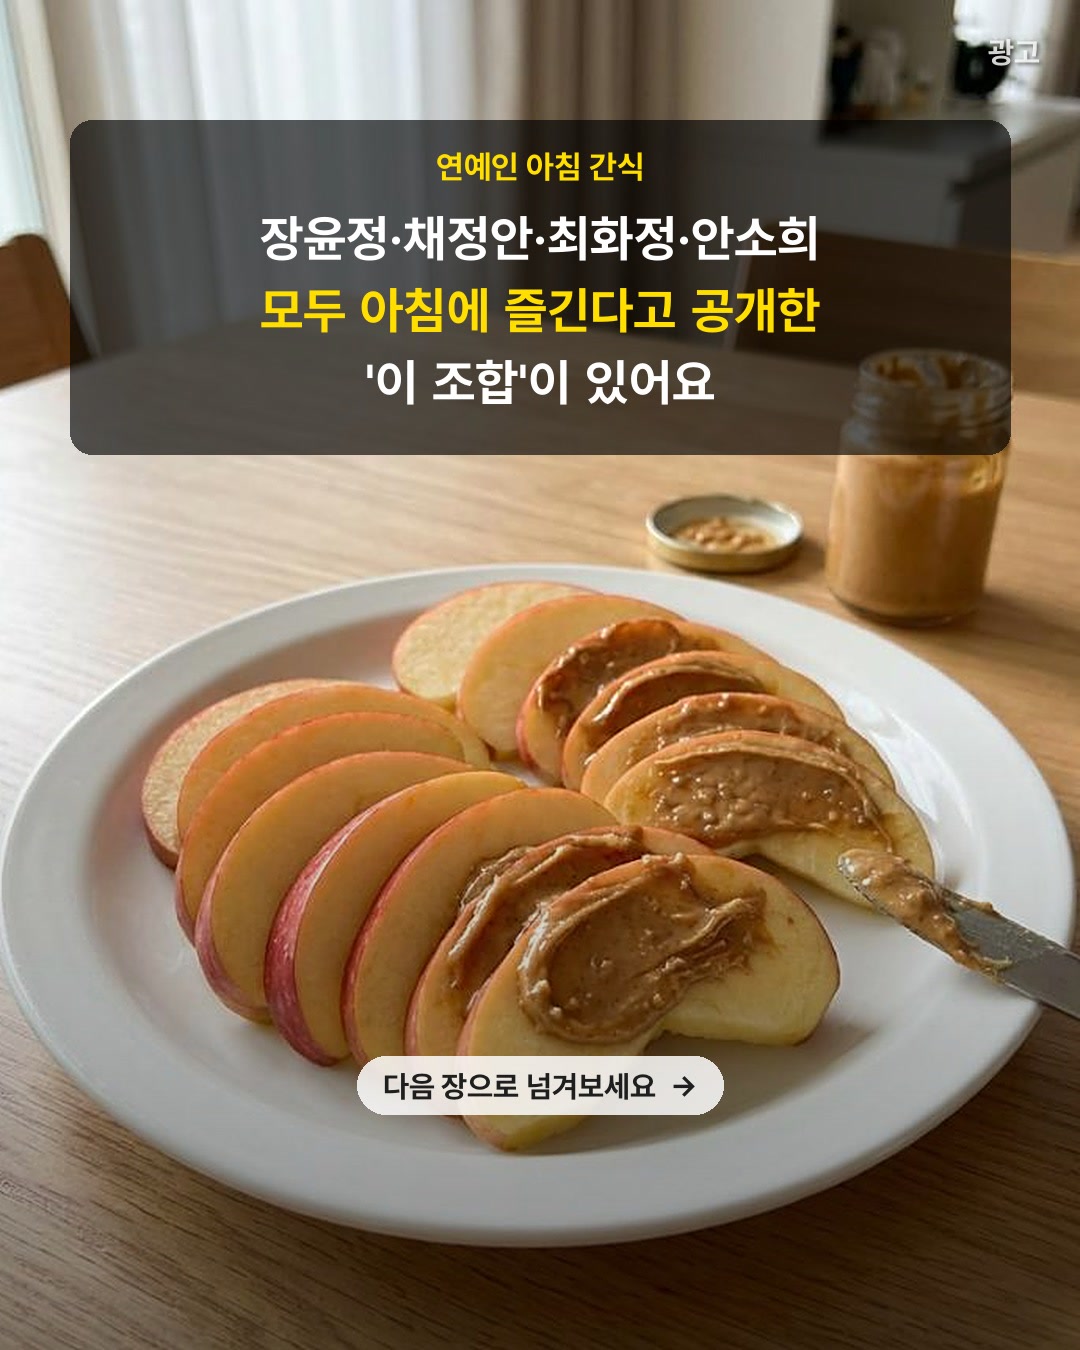 광고
연예인 아침 간식
장윤정·채정안·최화정·안소희
모두 아침에 즐긴다고 공개한
'이 조합'이 있어요
다음 장으로 넘겨보세요 →